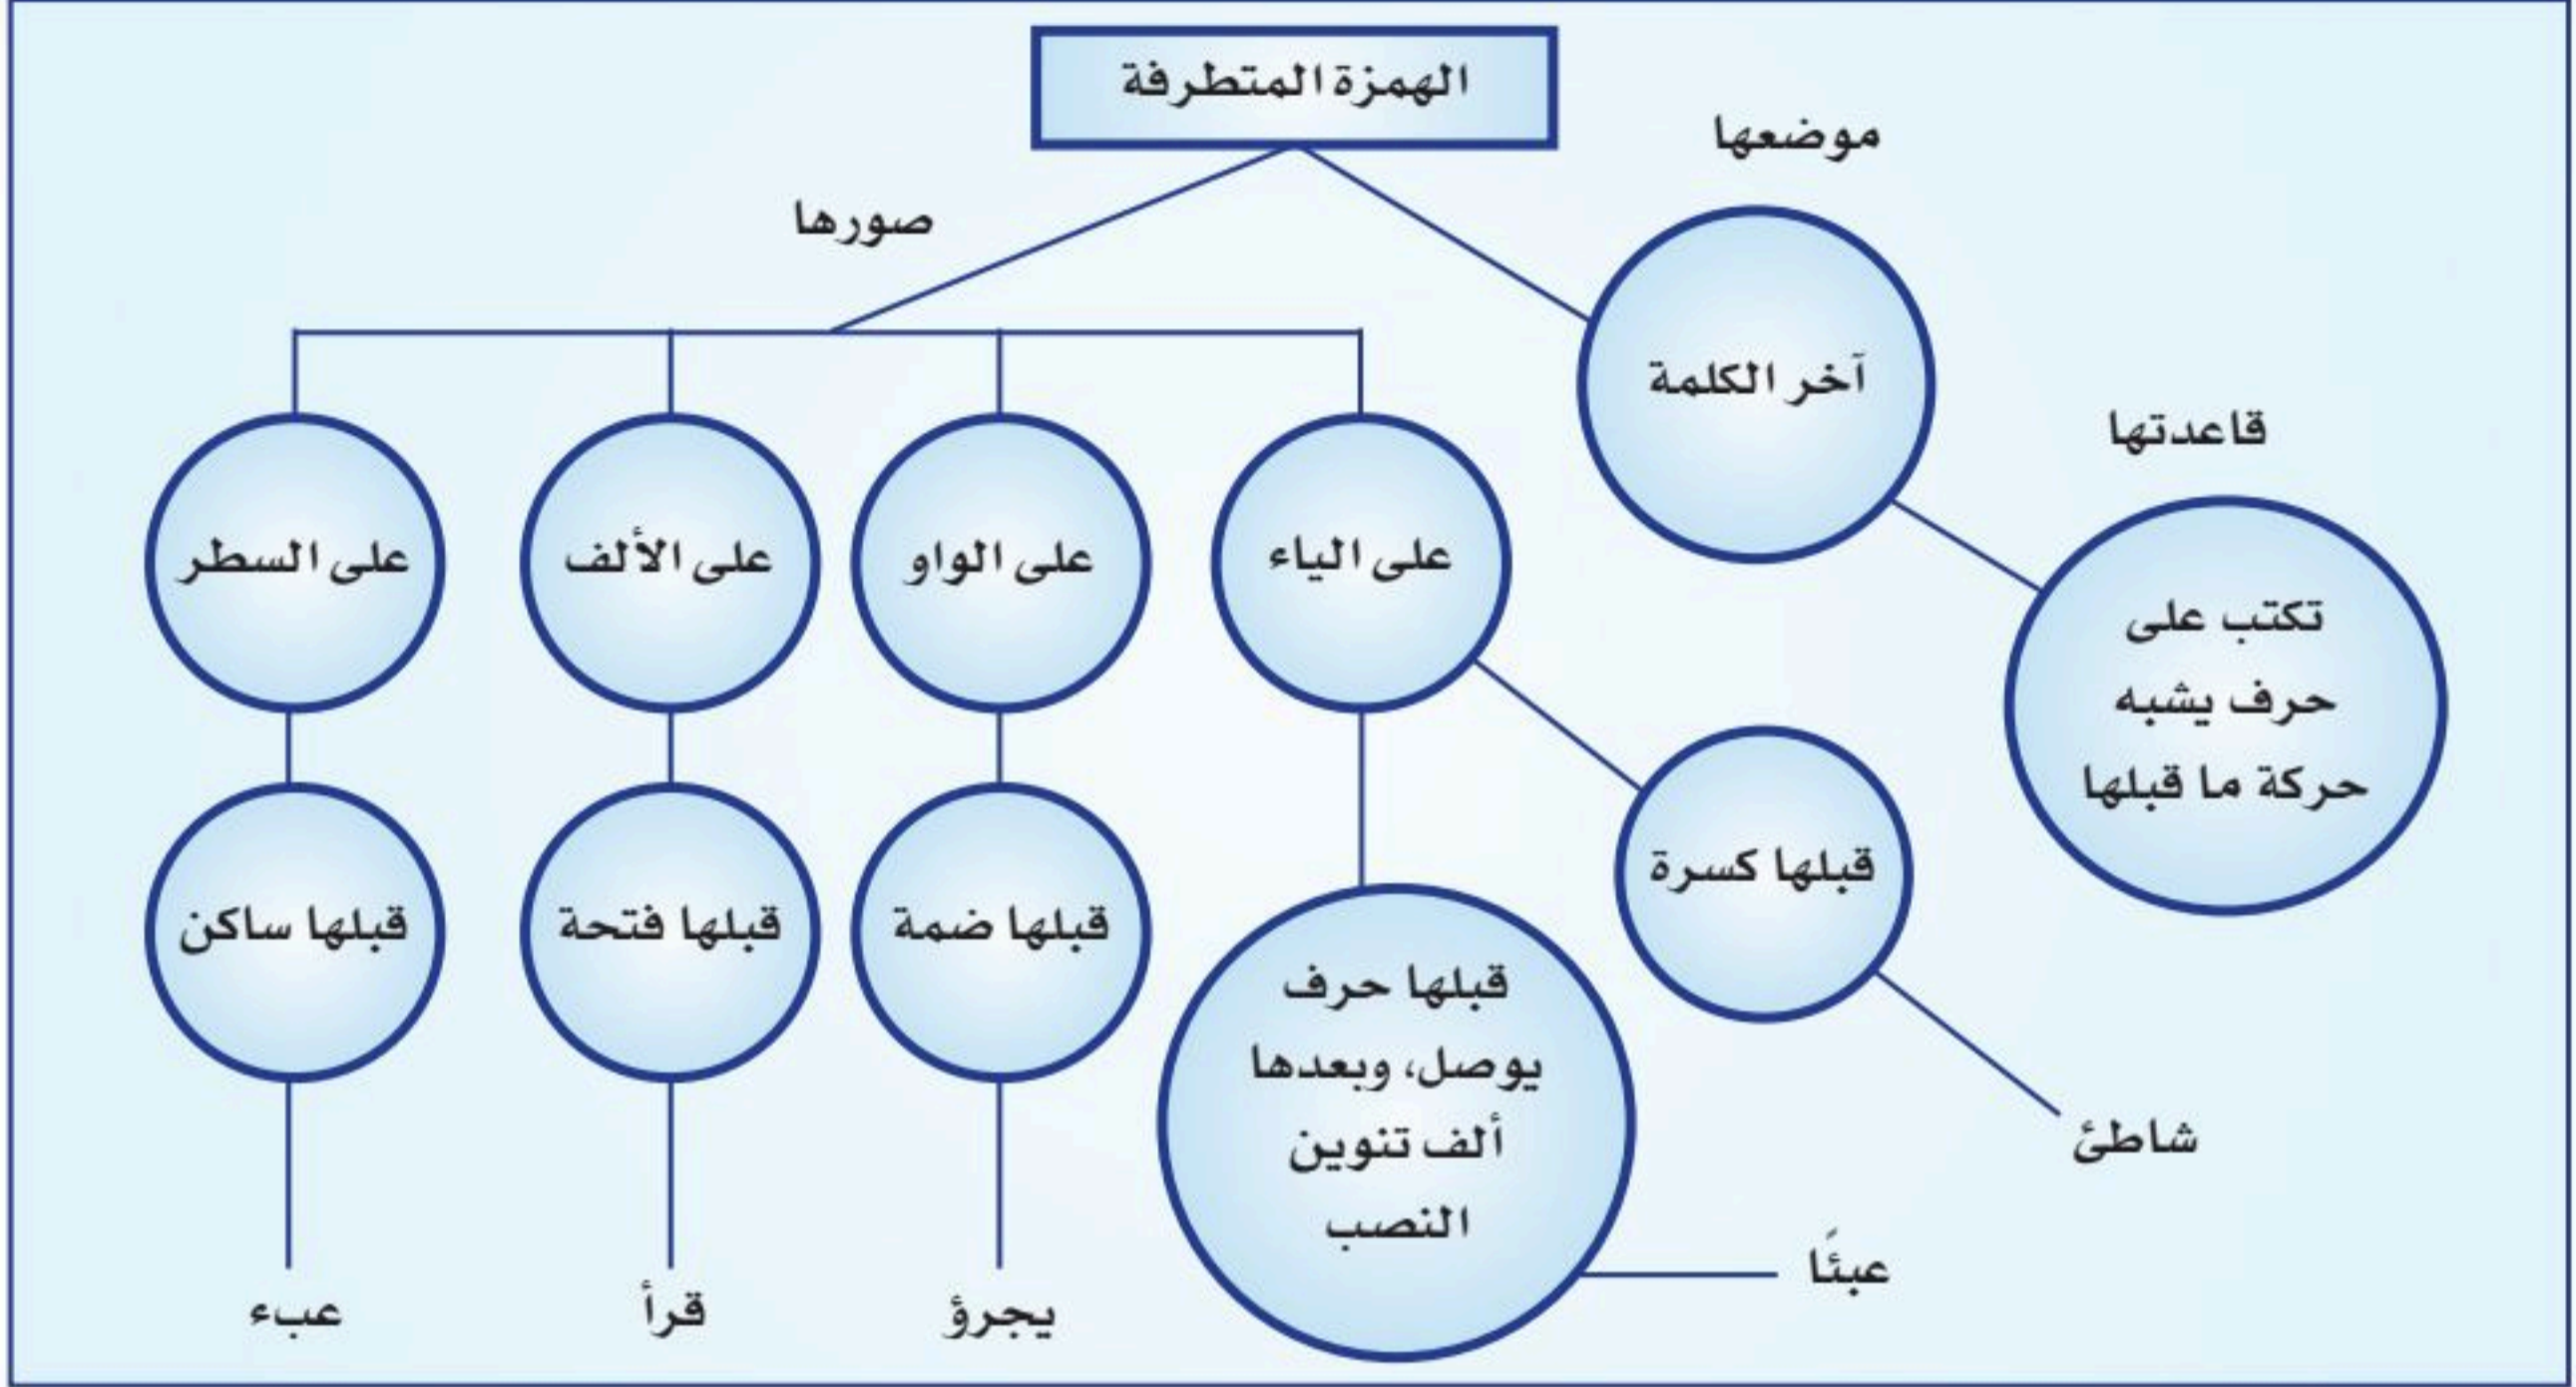 الهمزة المتطرفة
موضعها
آخر الكلمة
قاعدتها
تكتب على
حرف يشبه
حركة ما قبلها
صورها
على الياء
قبلها كسرة
شاطئ
قبلها حرف
يوصل، وبعدها
ألف تنوين
النصب
عبئًا
على الواو
قبلها ضمة
يجرؤ
على الألف
قبلها فتحة
قرأ
على السطر
قبلها ساكن
عبء